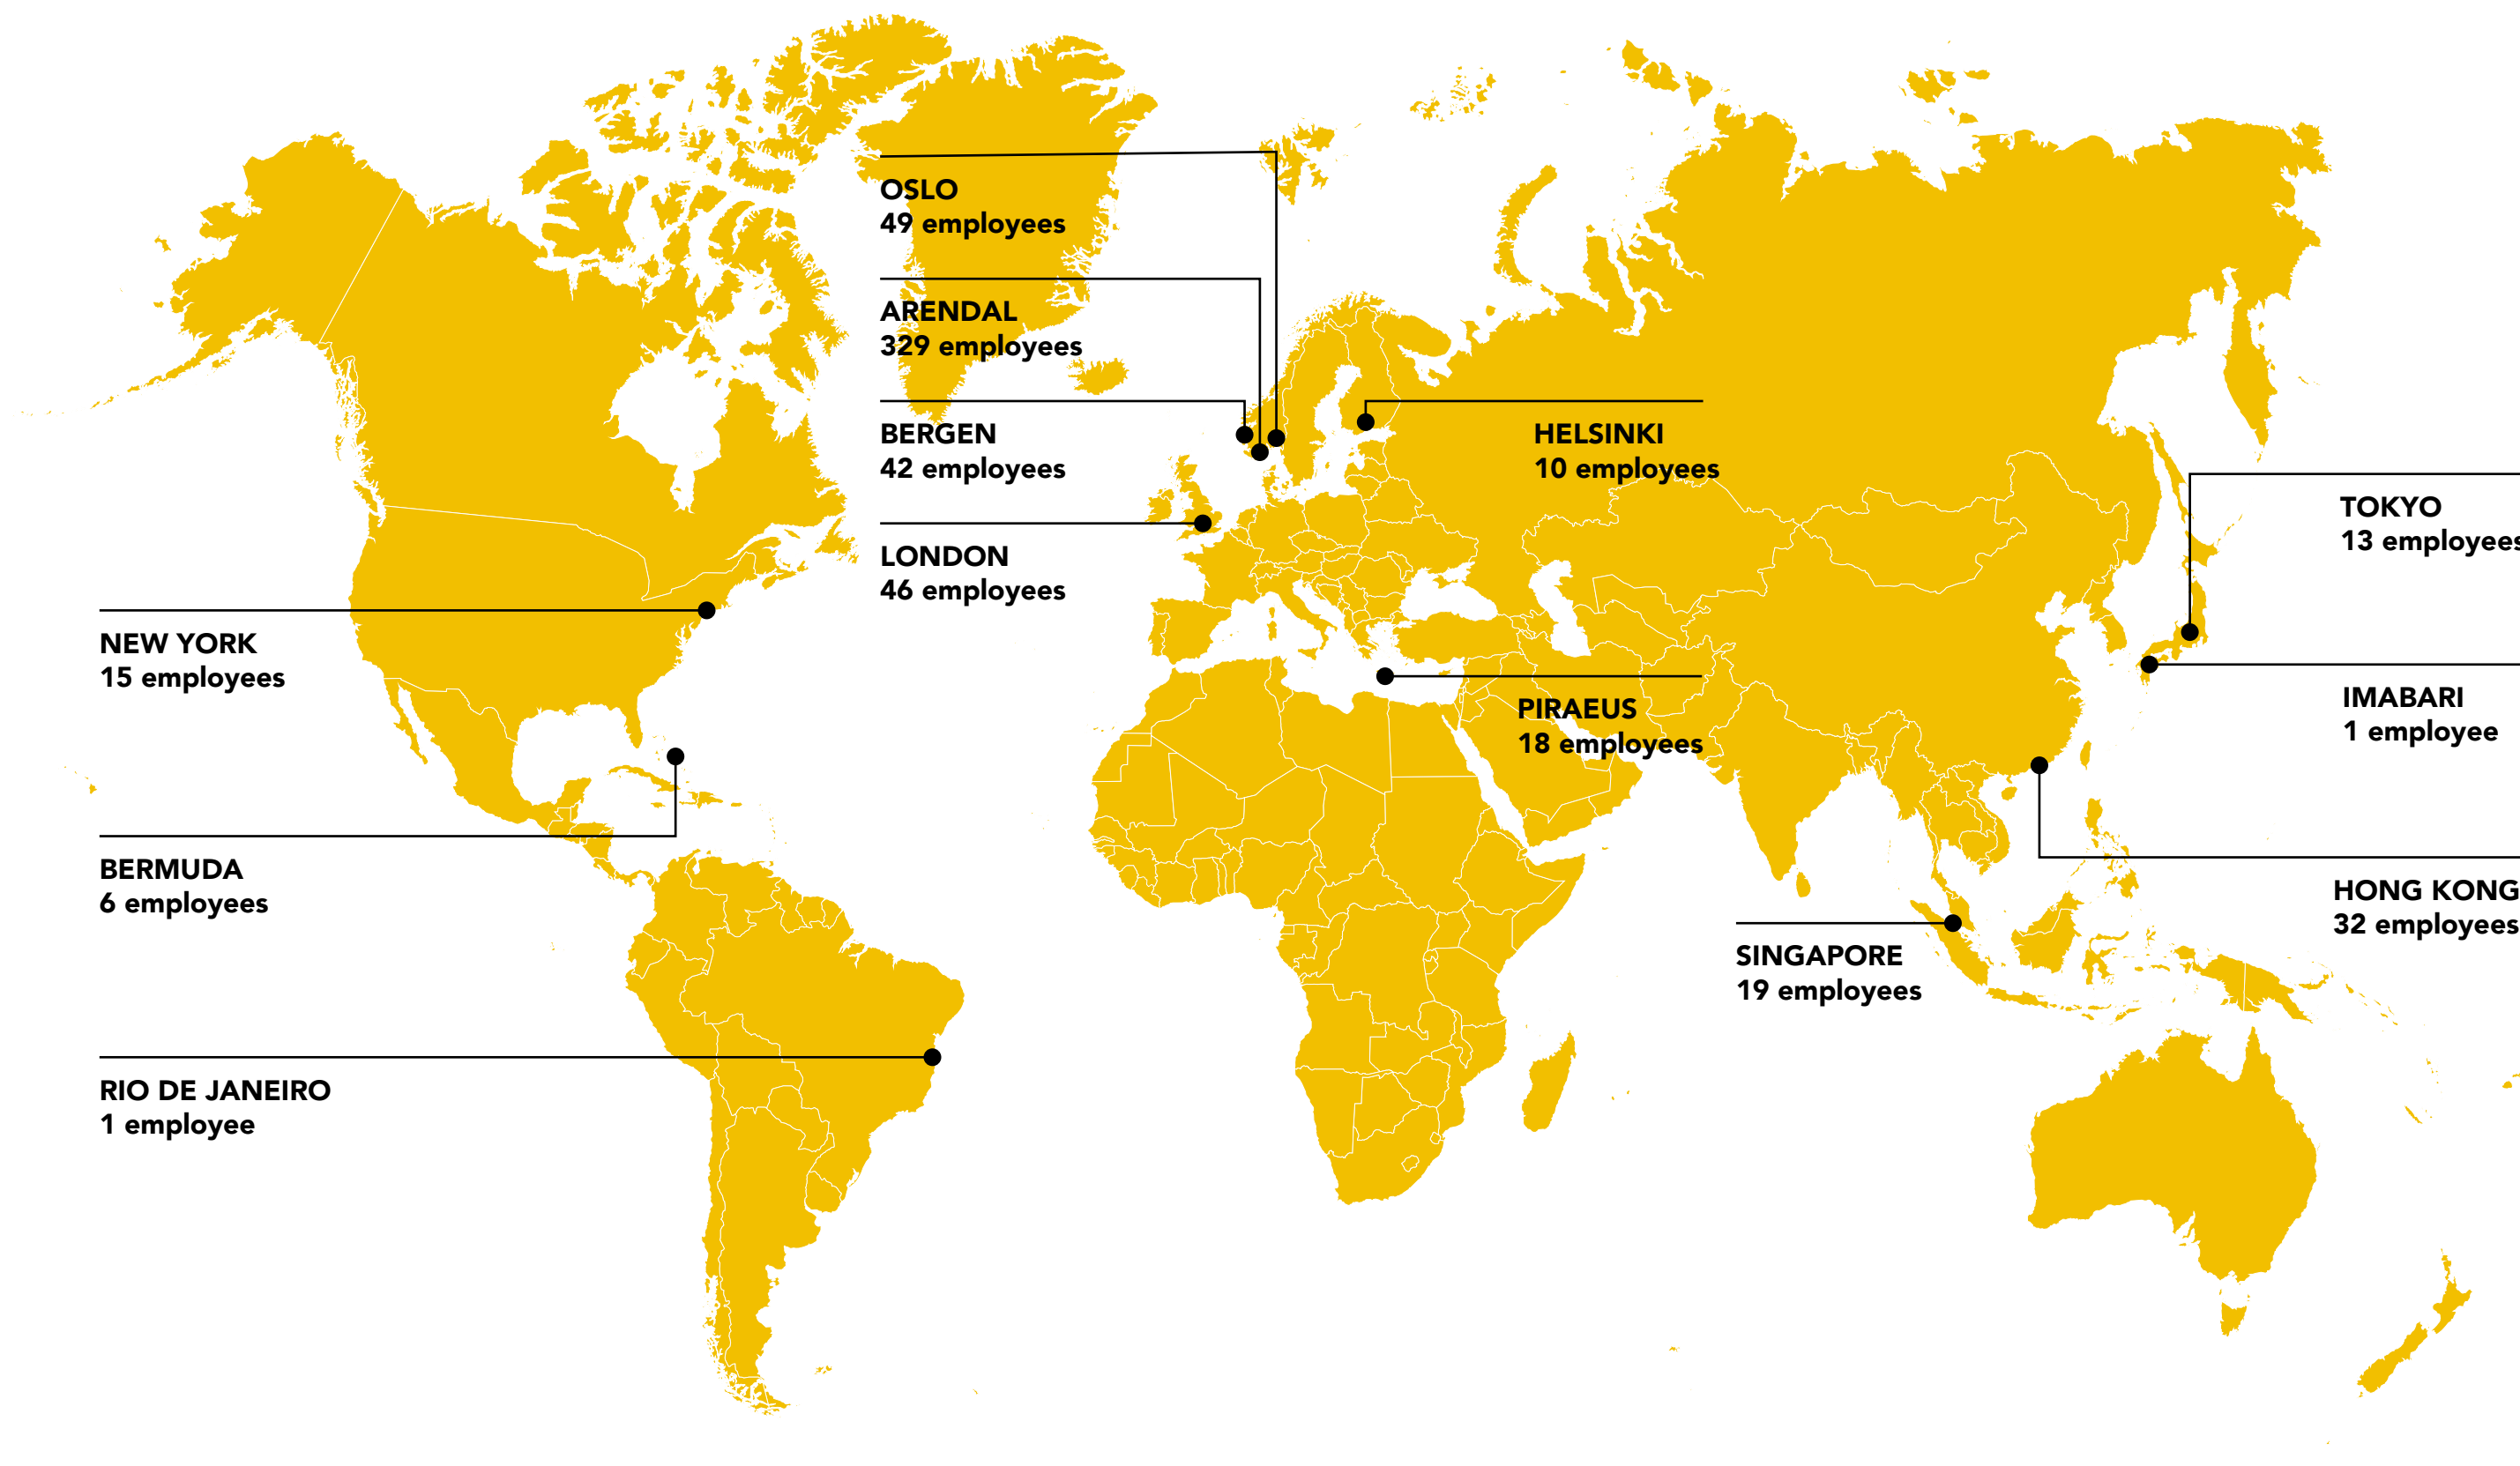 OSLO
49 employees
ARENDAL
329 employees
BERGEN
42 employees
LONDON
46 employees
HELSINKI
10 employees
PIRAEUS
18 employees
NEW YORK
15 employees
BERMUDA
6 employees
RIO DE JANEIRO
1 employee
TOKYO
13 employees
IMABARI
1 employee
HONG KONG
32 employees
SINGAPORE
19 employees